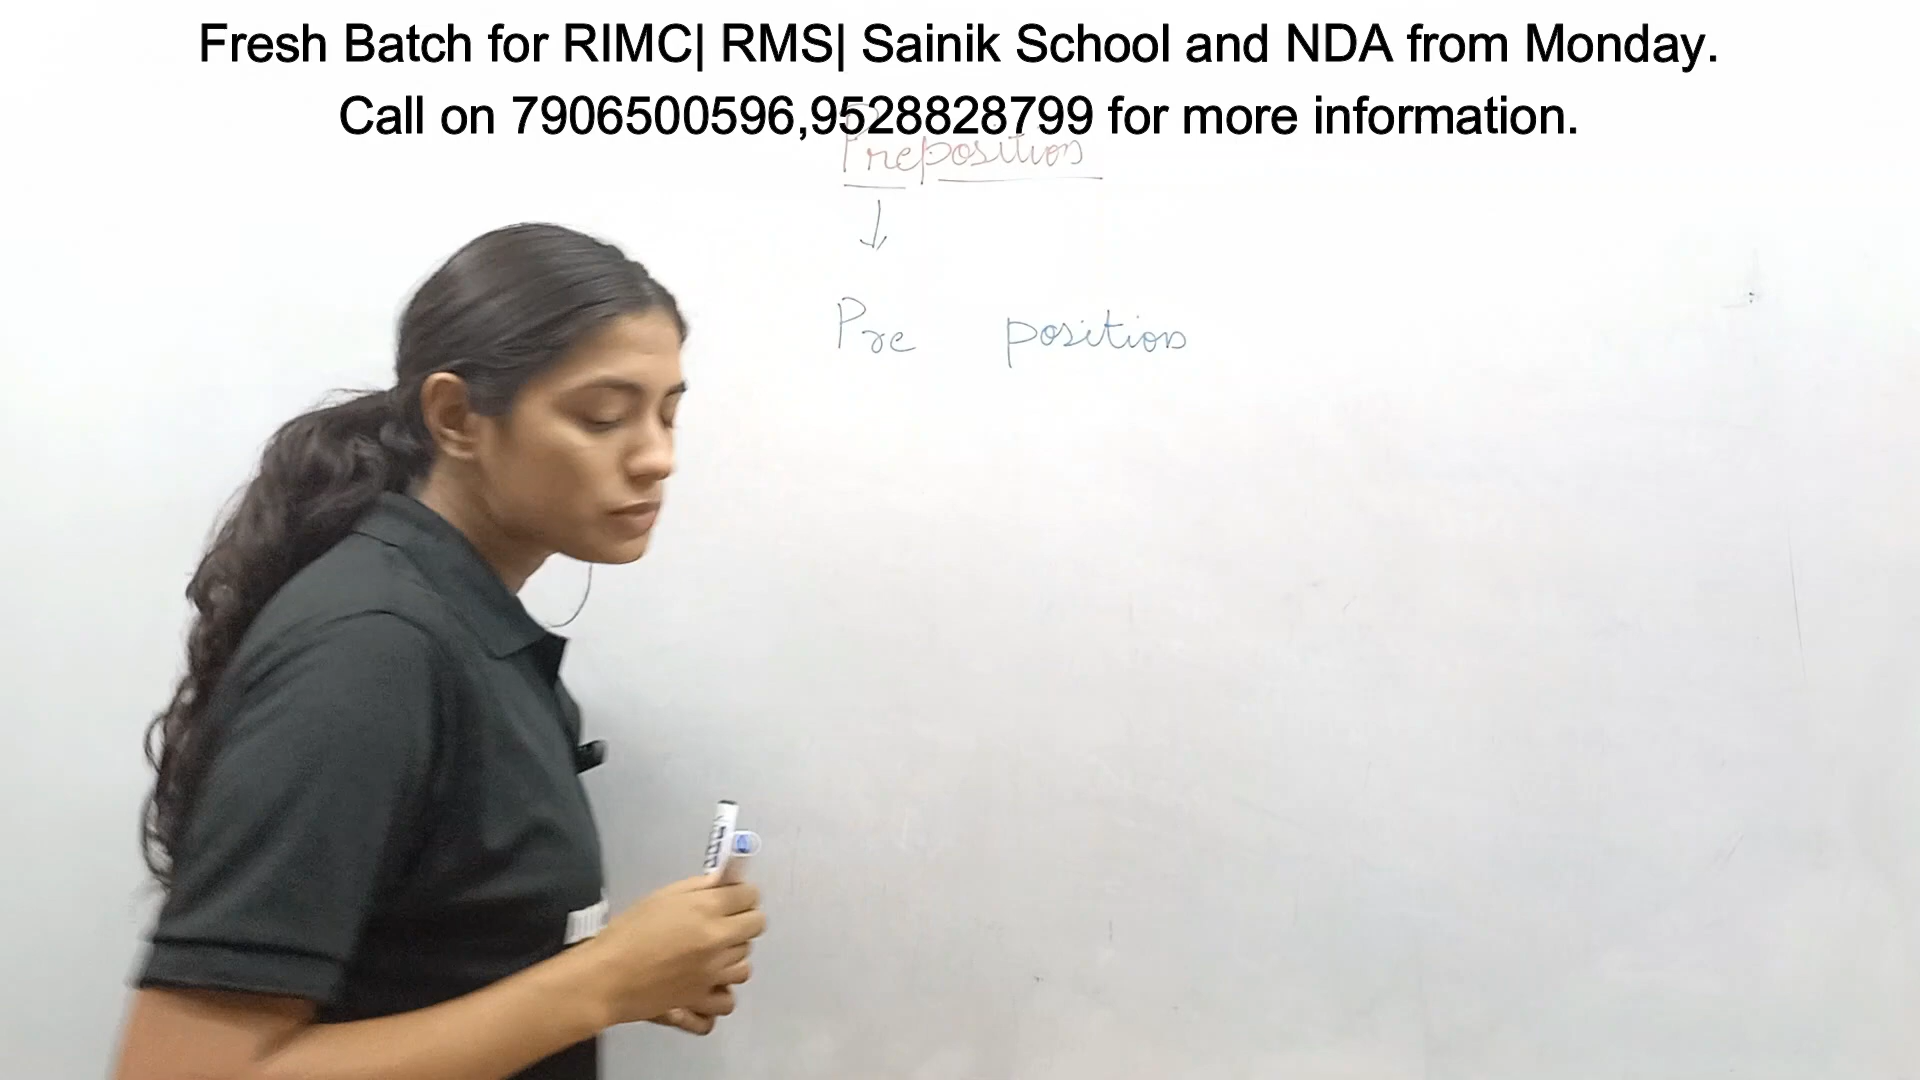 Fresh Batch for RIMC| RMS| Sainik School and NDA from Monday.
Call on 7906500596,9528828799 for more information.
Preposition
Pre position